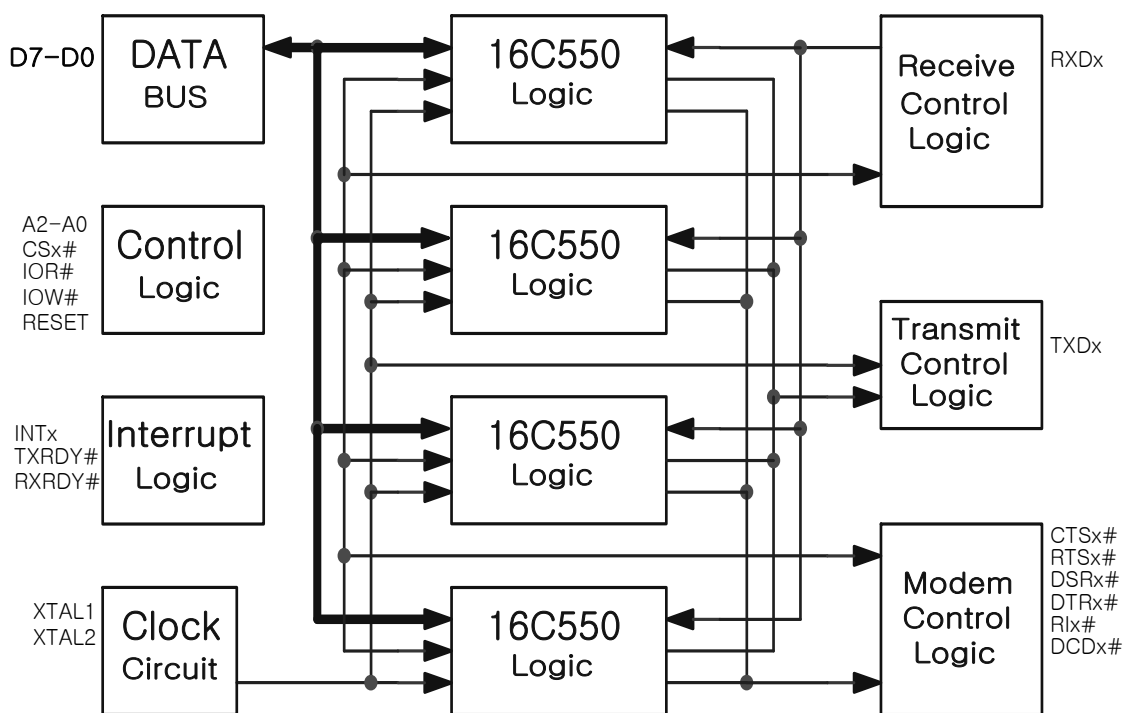 D7-D0
DATA
BUS
A2-A0
CSx#
IOR#
IOW#
RESET
Control
Logic
INTx
TXRDY#
RXRDY#
Interrupt
Logic
XTAL1
XTAL2
Clock
Circuit
16C550
Logic
16C550
Logic
16C550
Logic
16C550
Logic
Receive
Control
Logic
RXDx
Transmit
Control
Logic
TXDx
Modem
Control
Logic
CTSx#
RTSx#
DSRx#
DTRx#
RIx#
DCDx#